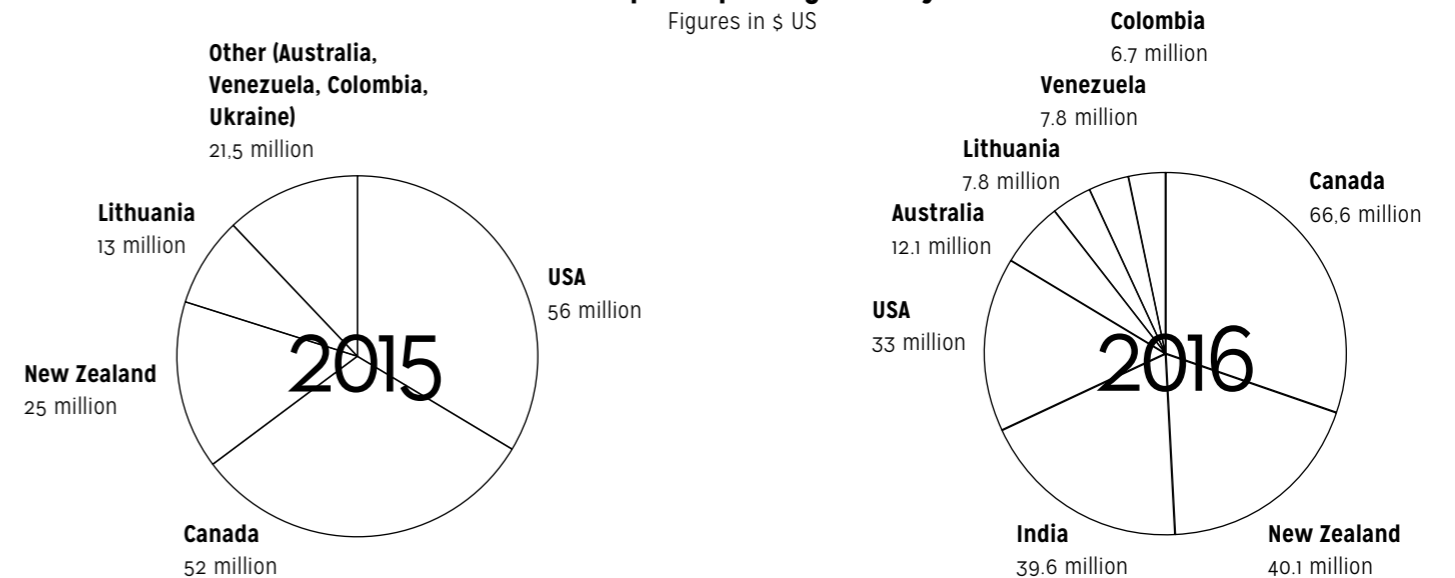 Figures in $ US
Other (Australia,
Venezuela, Colombia,
Ukraine)
21,5 million
Lithuania
13 million
New Zealand
25 million
Canada
52 million
USA
56 million
2015
Colombia
6.7 million
Venezuela
7.8 million
Lithuania
7.8 million
Australia
12.1 million
USA
33 million
India
39.6 million
New Zealand
40.1 million
Canada
66,6 million
2016